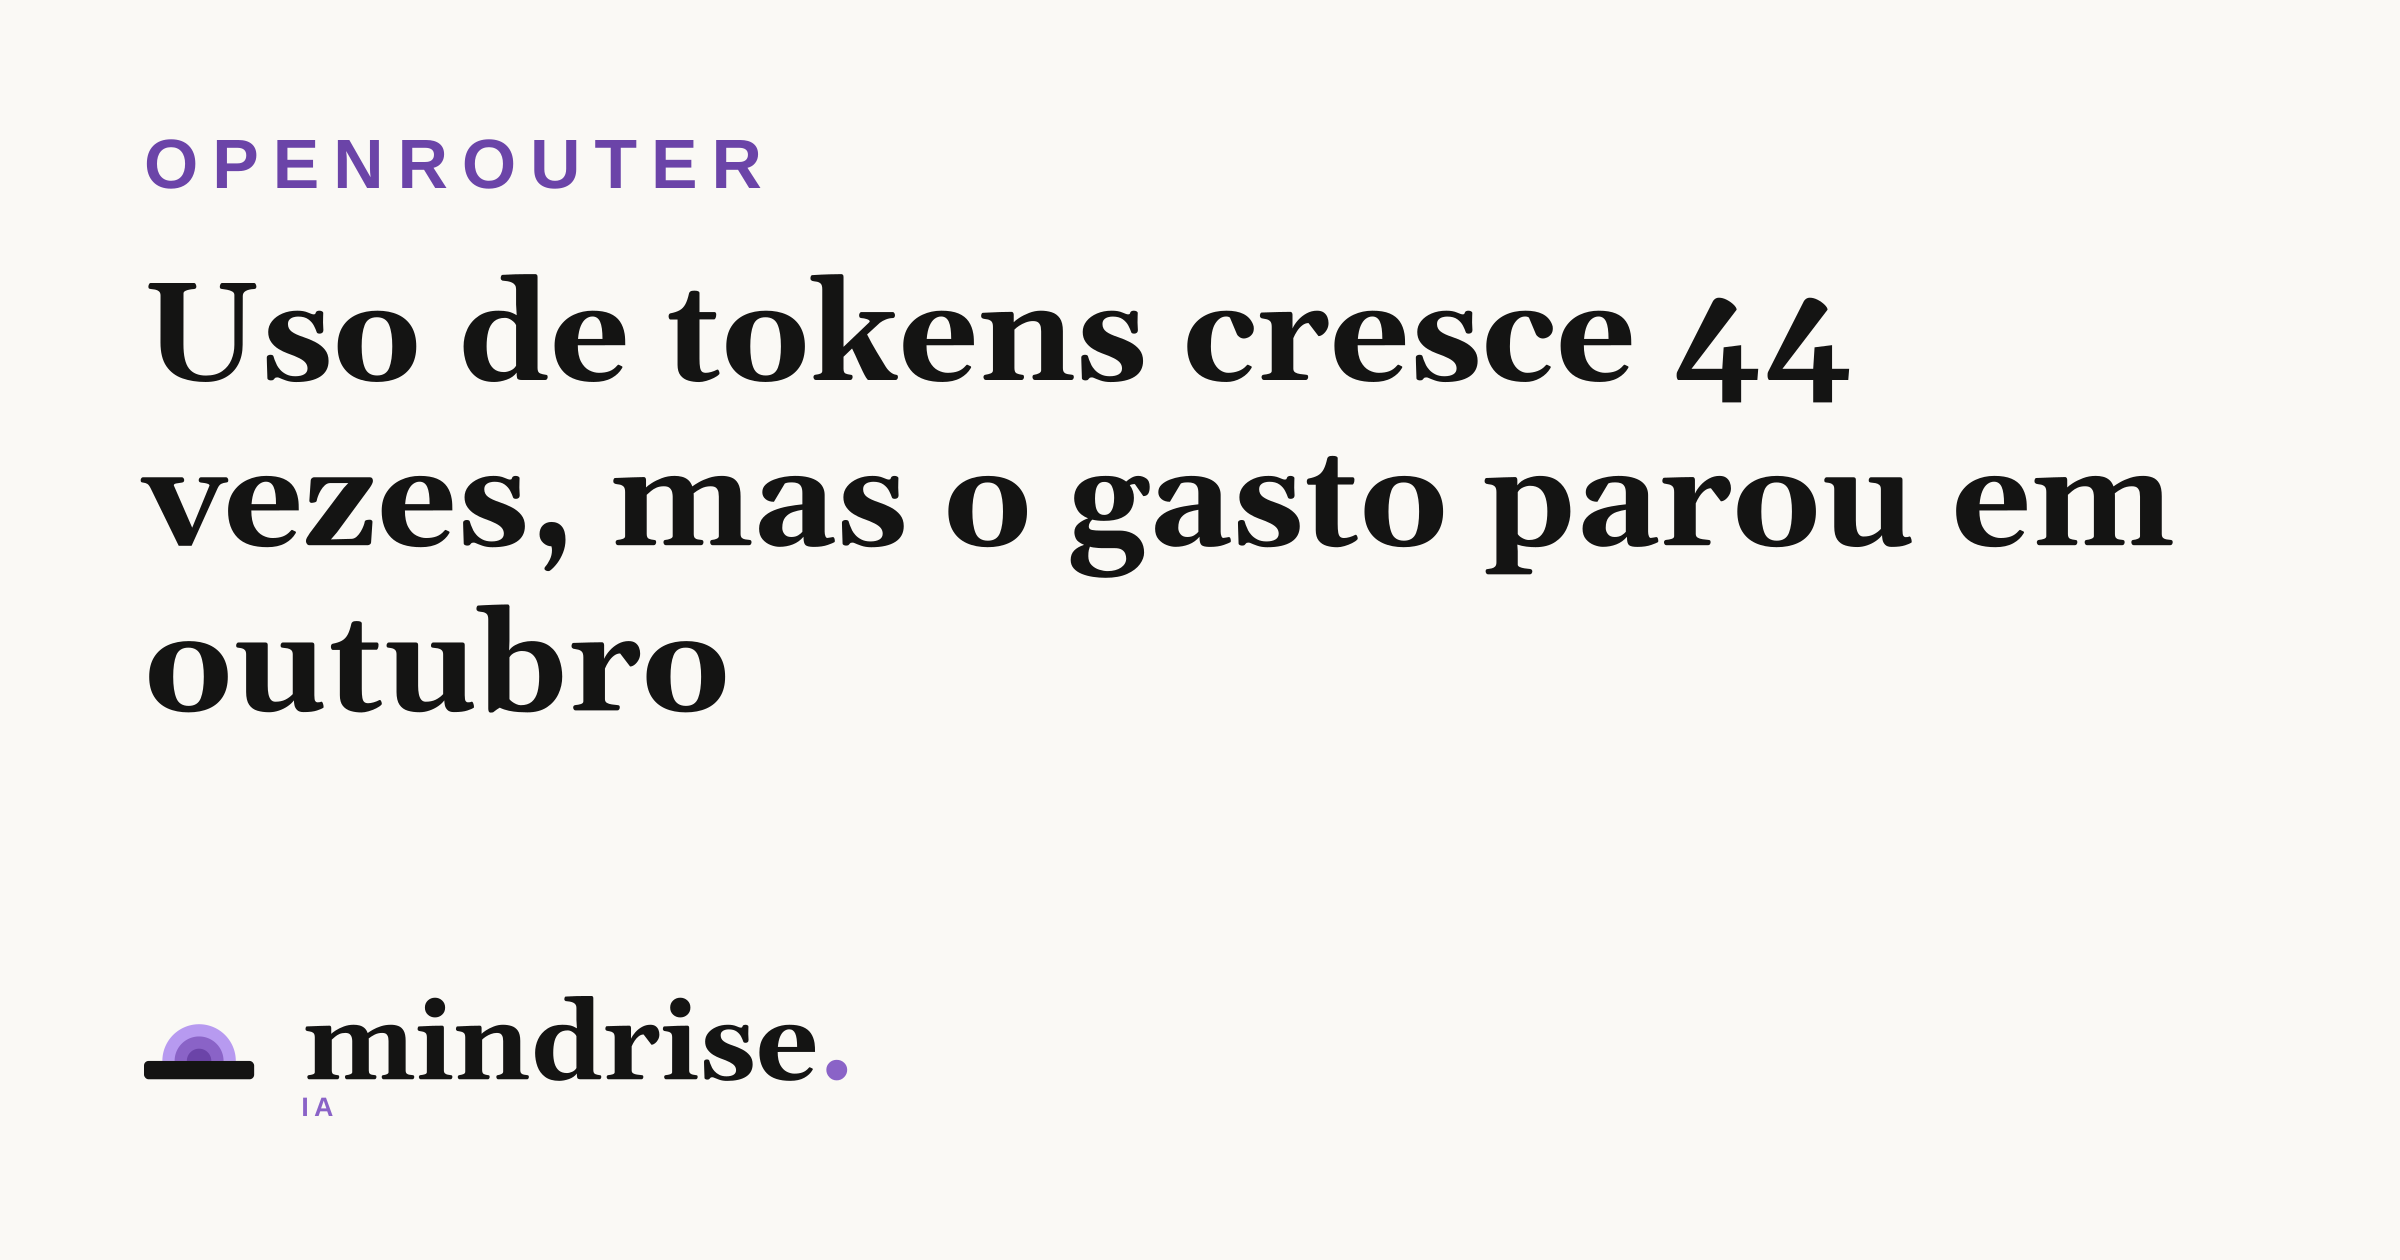 OPENROUTER
Uso de tokens cresce 44
vezes, mas o gasto parou em
outubro
mindrise.
IA